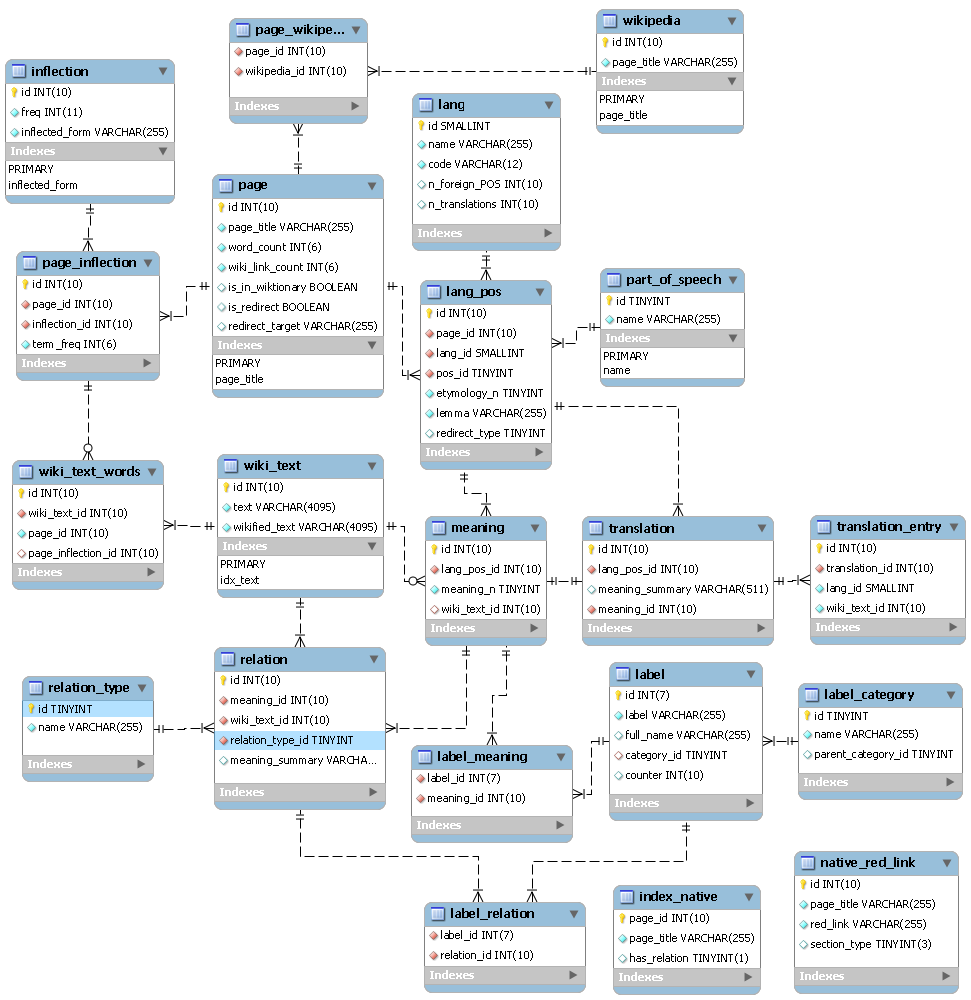 page_wikipe...
page_id INT(10)
wikipedia_id INT(10)
Indexes
wikipedia
id INT(10)
page_title VARCHAR(255)
Indexes
PRIMARY
page_title
inflection
id INT(10)
freq INT(11)
inflected_form VARCHAR(255)
Indexes
PRIMARY
inflected_form
lang
id SMALLINT
name VARCHAR(255)
code VARCHAR(12)
n_foreign_POS INT(10)
n_translations INT(10)
Indexes
page
id INT(10)
page_title VARCHAR(255)
word_count INT(6)
wiki_link_count INT(6)
is_in_wiktionary BOOLEAN
is_redirect BOOLEAN
redirect_target VARCHAR(255)
Indexes
PRIMARY
page_title
page_inflection
id INT(10)
page_id INT(10)
inflection_id INT(10)
term_freq INT(6)
Indexes
lang_pos
id INT(10)
page_id INT(10)
lang_id SMALLINT
pos_id TINYINT
etymology_n TINYINT
lemma VARCHAR(255)
redirect_type TINYINT
Indexes
part_of_speech
id TINYINT
name VARCHAR(255)
Indexes
PRIMARY
name
wiki_text_words
id INT(10)
wiki_text_id INT(10)
page_id INT(10)
page_inflection_id INT(10)
Indexes
wiki_text
id INT(10)
text VARCHAR(4095)
wikified_text VARCHAR(4095)
Indexes
PRIMARY
idx_text
meaning
id INT(10)
lang_pos_id INT(10)
meaning_n TINYINT
wiki_text_id INT(10)
Indexes
translation
id INT(10)
lang_pos_id INT(10)
meaning_summary VARCHAR(511)
meaning_id INT(10)
Indexes
translation_entry
id INT(10)
translation_id INT(10)
lang_id SMALLINT
wiki_text_id INT(10)
Indexes
relation_type
id TINYINT
name VARCHAR(255)
Indexes
relation
id INT(10)
meaning_id INT(10)
wiki_text_id INT(10)
relation_type_id TINYINT
meaning_summary VARCHA...
Indexes
label_meaning
label_id INT(7)
meaning_id INT(10)
Indexes
label
id INT(7)
label VARCHAR(255)
full_name VARCHAR(255)
category_id TINYINT
counter INT(10)
Indexes
label_category
id TINYINT
name VARCHAR(255)
parent_category_id TINYINT
Indexes
label_relation
label_id INT(7)
relation_id INT(10)
Indexes
index_native
page_id INT(10)
page_title VARCHAR(255)
has_relation TINYINT(1)
Indexes
native_red_link
id INT(10)
page_title VARCHAR(255)
red_link VARCHAR(255)
section_type TINYINT(3)
Indexes